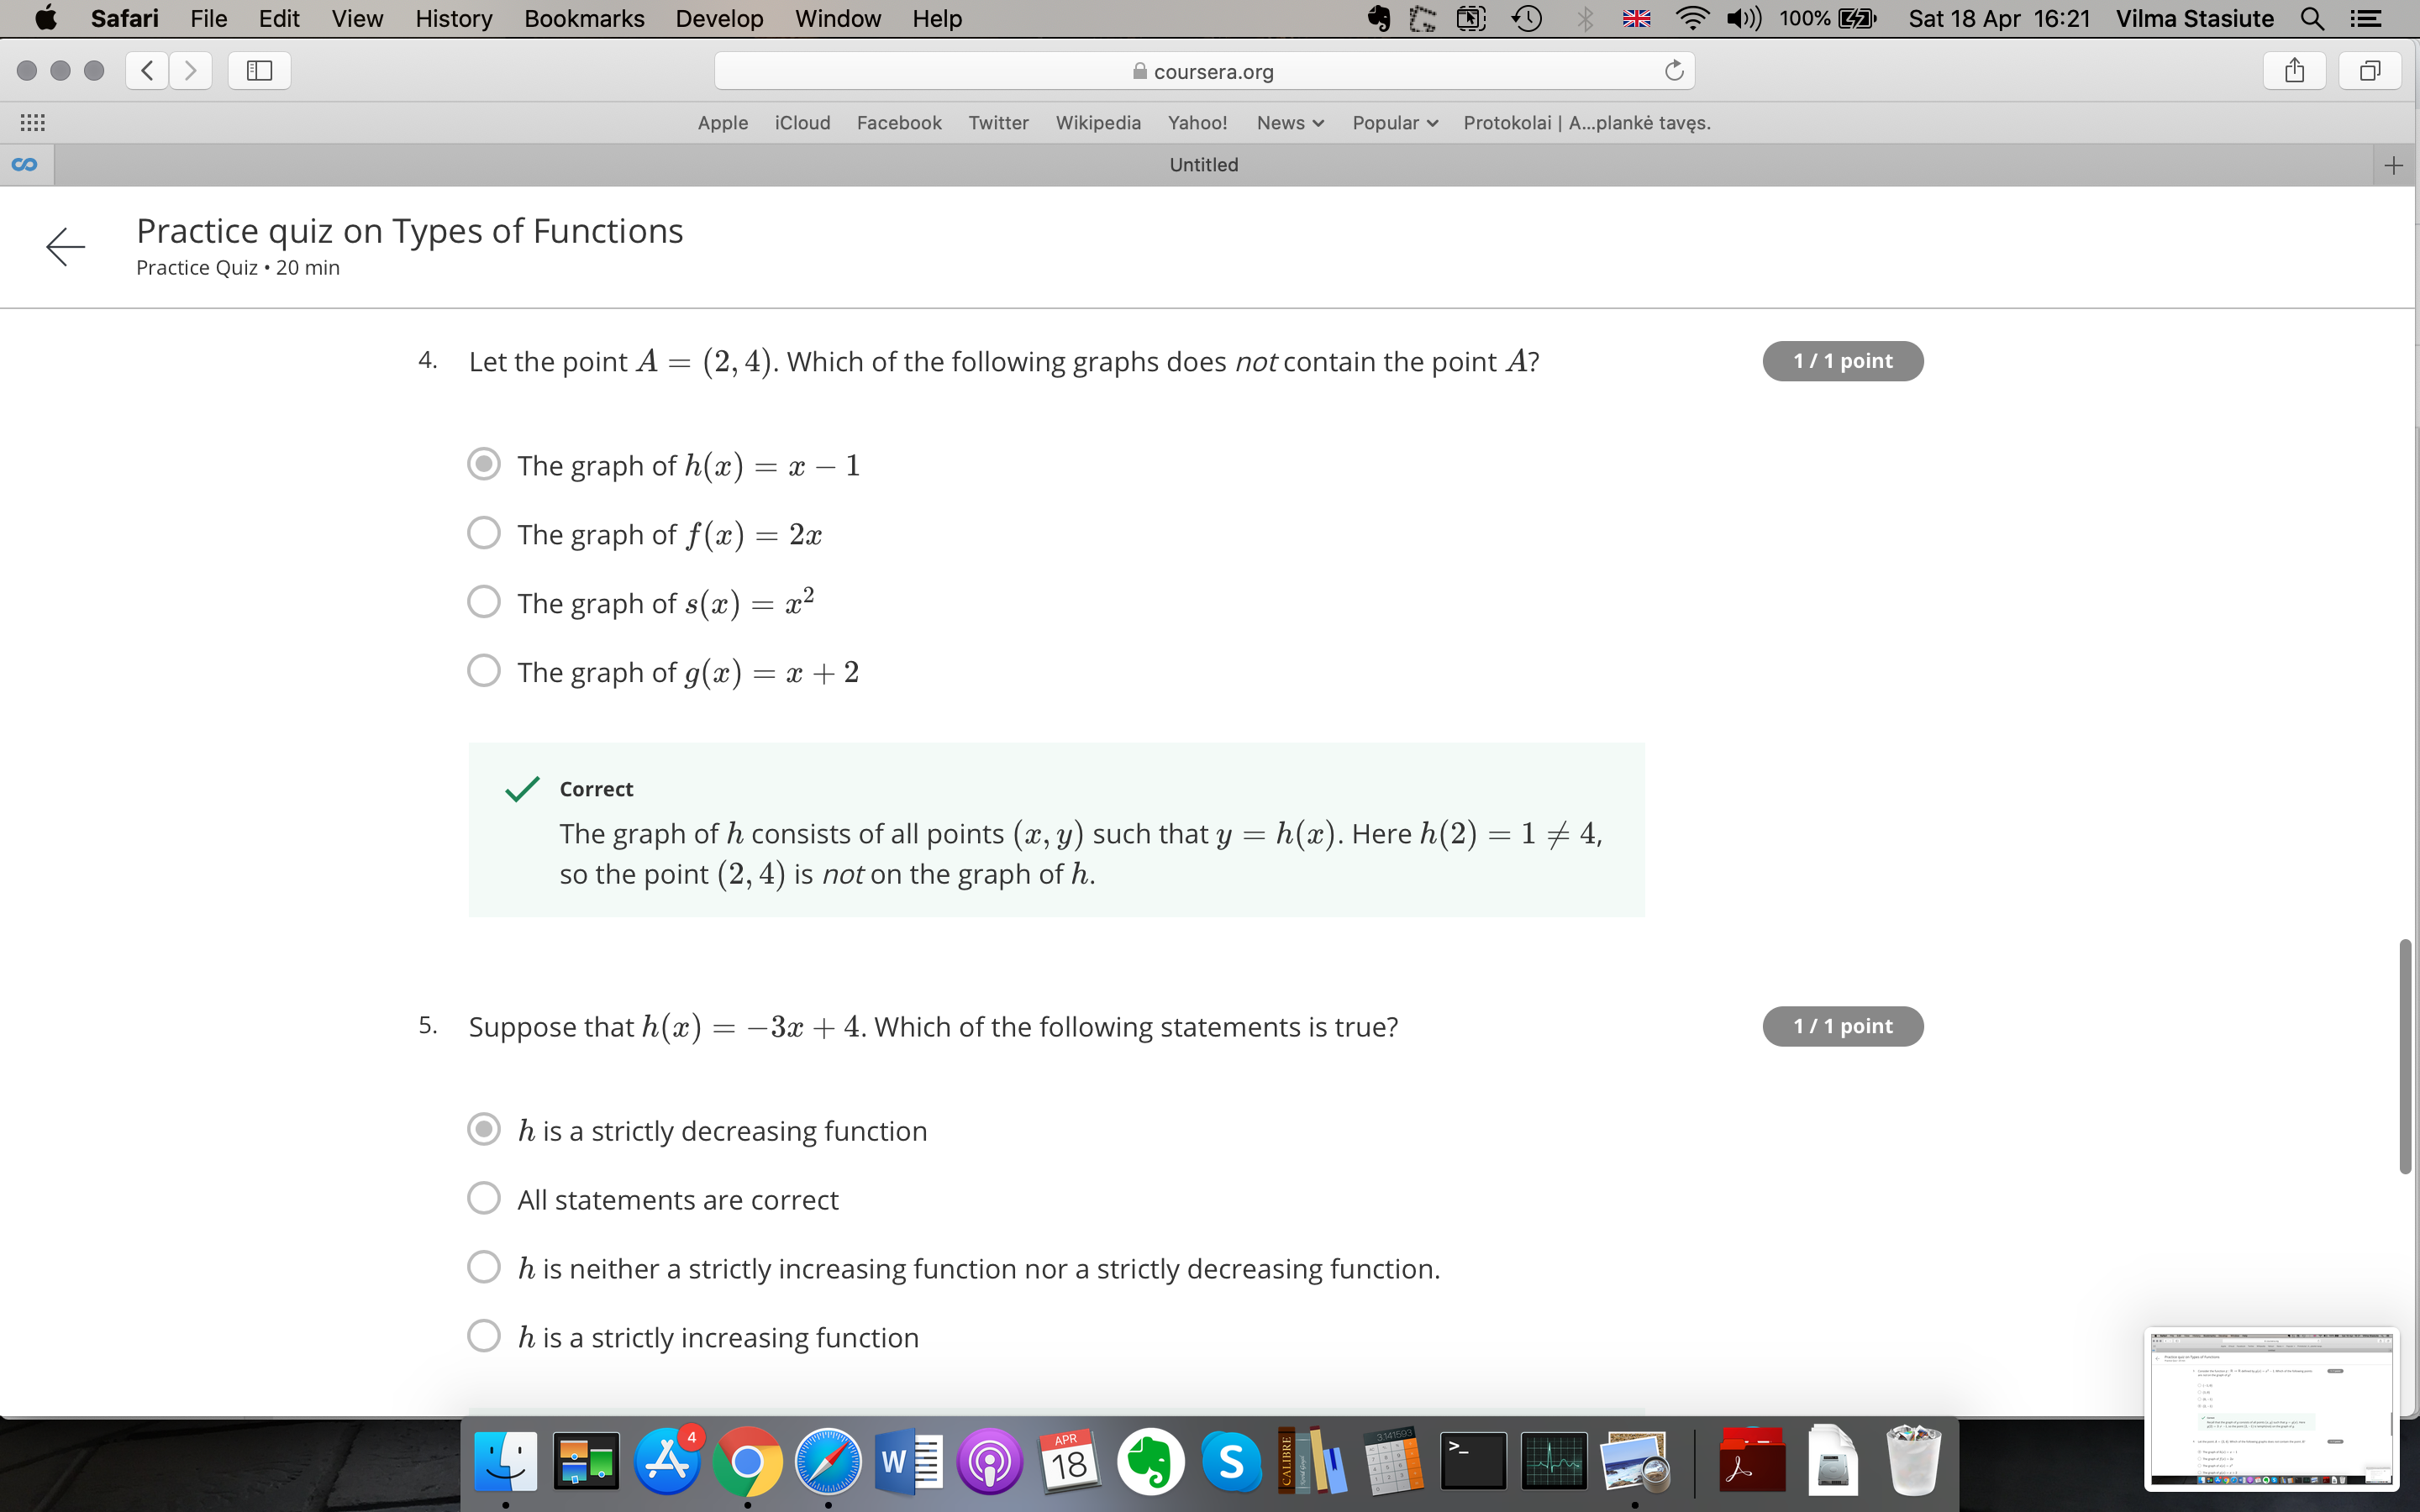 Safari File Edit View History Bookmarks Develop Window Help 100% Sat 18 Apr 16:21 Vilma Stasiute
coursera.org
Apple iCloud Facebook Twitter Wikipedia Yahoo! News Popular Protokolai | A...plankė tavęs.
Untitled
Practice quiz on Types of Functions
Practice Quiz • 20 min
4. Let the point A = (2, 4). Which of the following graphs does not contain the point A? 1 / 1 point
The graph of h(x) = x − 1
The graph of f(x) = 2x
The graph of s(x) = x²
The graph of g(x) = x + 2
Correct
The graph of h consists of all points (x, y) such that y = h(x). Here h(2) = 1 ≠ 4,
so the point (2, 4) is not on the graph of h.
5. Suppose that h(x) = −3x + 4. Which of the following statements is true? 1 / 1 point
h is a strictly decreasing function
All statements are correct
h is neither a strictly increasing function nor a strictly decreasing function.
h is a strictly increasing function
4
W
APR
18
S
CALIBRE
3.141593
>_